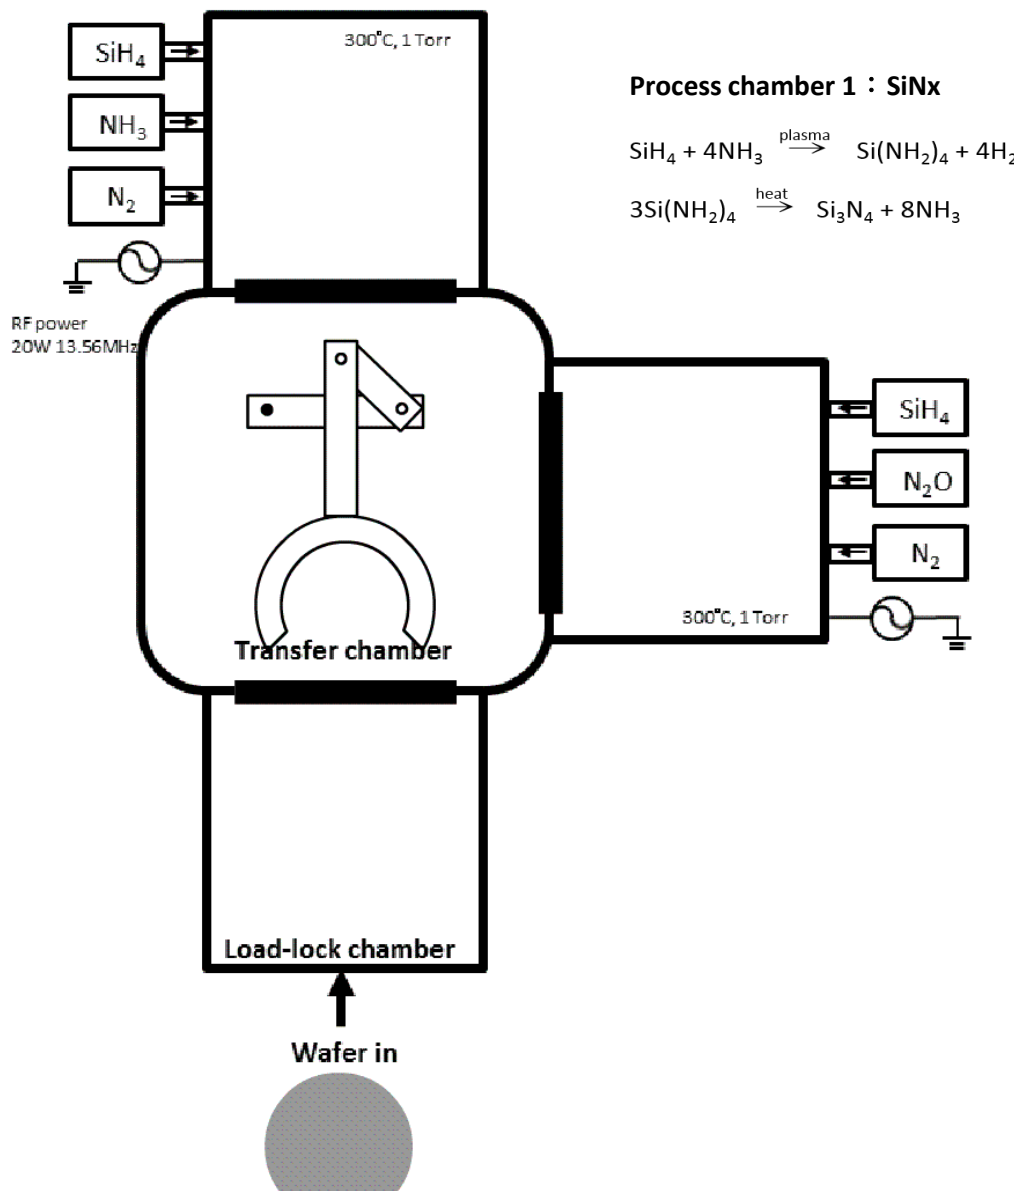 SiH₄
NH₃
N₂
300°C, 1 Torr
Process chamber 1：SiNx
SiH₄ + 4NH₃ plasma → Si(NH₂)₄ + 4H₂
3Si(NH₂)₄ heat → Si₃N₄ + 8NH₃
RF power
20W 13.56MHz
SiH₄
N₂O
N₂
300°C, 1 Torr
Transfer chamber
Load-lock chamber
Wafer in